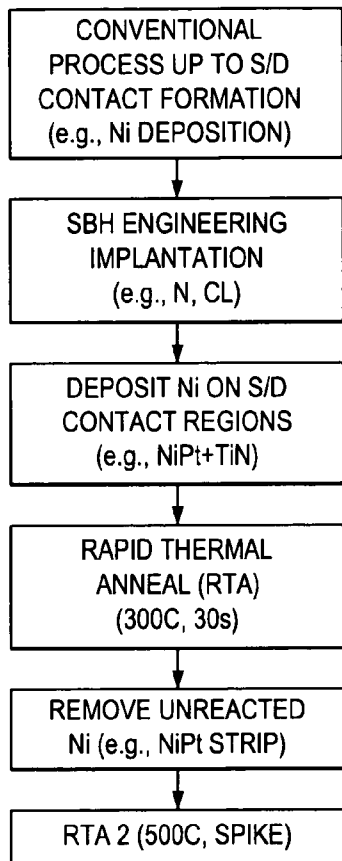 CONVENTIONAL
PROCESS UP TO S/D
CONTACT FORMATION
(e.g., Ni DEPOSITION)
SBH ENGINEERING
IMPLANTATION
(e.g., N, CL)
DEPOSIT Ni ON S/D
CONTACT REGIONS
(e.g., NiPt+TiN)
RAPID THERMAL
ANNEAL (RTA)
(300C, 30s)
REMOVE UNREACTED
Ni (e.g., NiPt STRIP)
RTA 2 (500C, SPIKE)